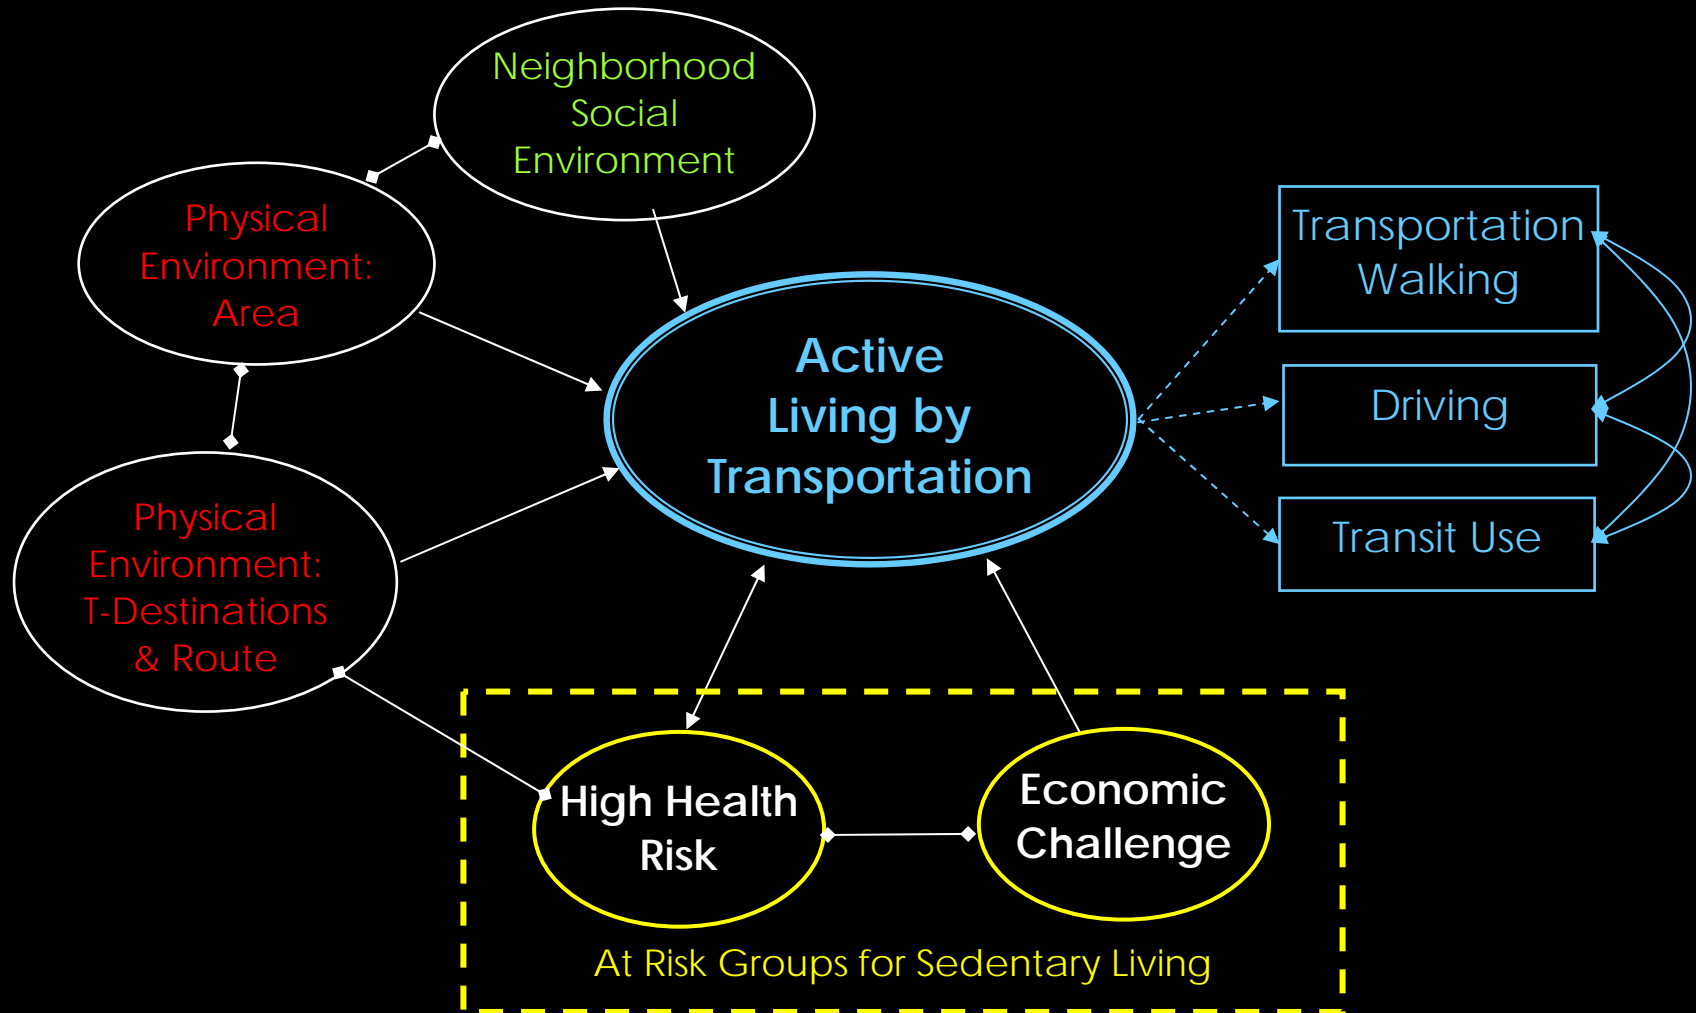 Neighborhood
Social
Environment
Physical
Environment:
Area
Transportation
Walking
Active
Living by
Transportation
Driving
Physical
Environment:
T-Destinations
& Route
Transit Use
High Health
Risk
Economic
Challenge
At Risk Groups for Sedentary Living